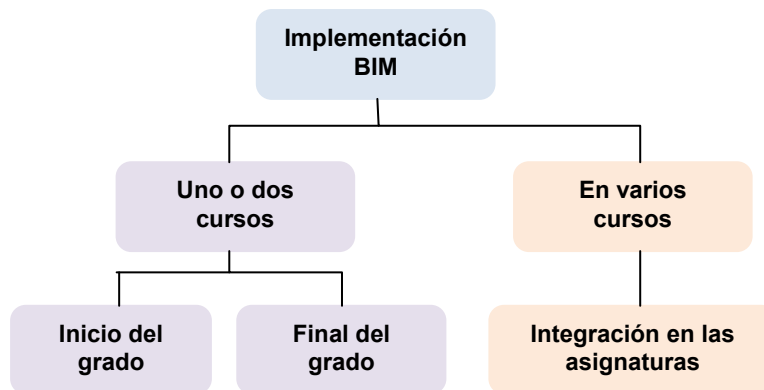 Implementación
BIM
Uno o dos
cursos
En varios
cursos
Inicio del
grado
Final del
grado
Integración en las
asignaturas